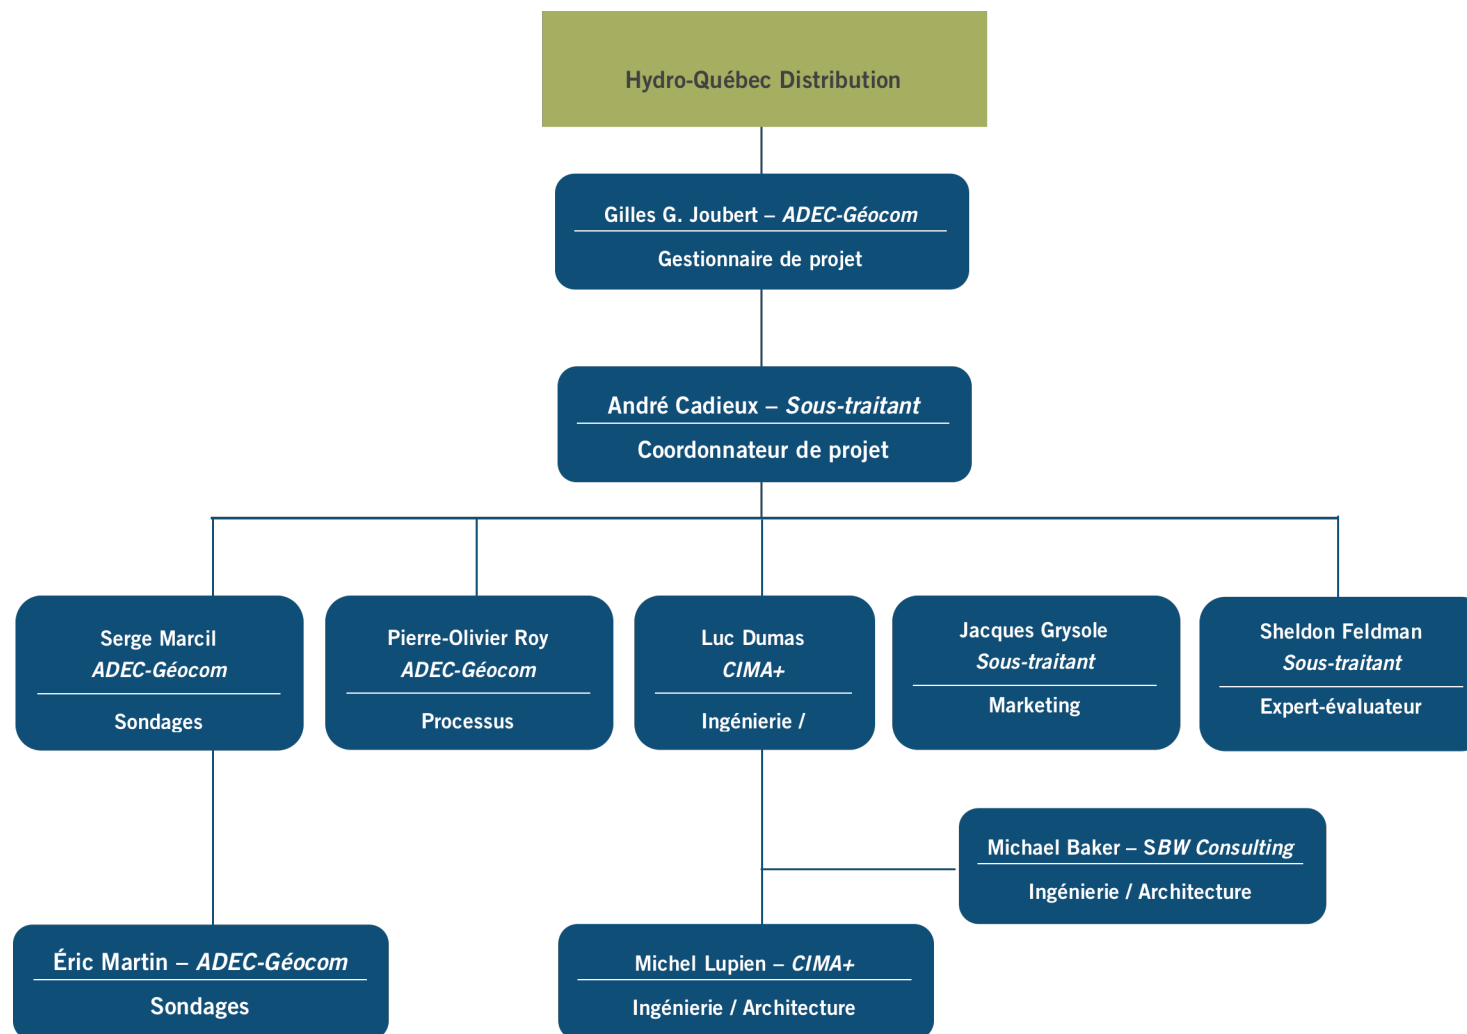 Hydro-Québec Distribution
Gilles G. Joubert – ADEC-Géocom
Gestionnaire de projet
André Cadieux – Sous-traitant
Coordonnateur de projet
Serge Marcil
ADEC-Géocom
Sondages
Pierre-Olivier Roy
ADEC-Géocom
Processus
Luc Dumas
CIMA+
Ingénierie /
Jacques Grysole
Sous-traitant
Marketing
Sheldon Feldman
Sous-traitant
Expert-évaluateur
Michael Baker – SBW Consulting
Ingénierie / Architecture
Éric Martin – ADEC-Géocom
Sondages
Michel Lupien – CIMA+
Ingénierie / Architecture